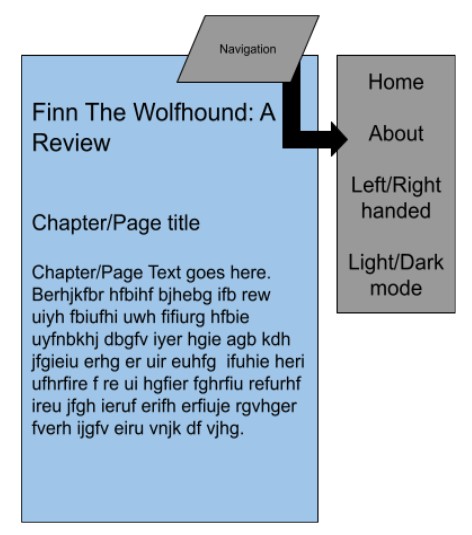 Navigation
Finn The Wolfhound: A
Review
Chapter/Page title
Chapter/Page Text goes here.
Berhjkfbr hfbihf bjhebg ifb rew
uiyh fbiufhi uwh fifiurg hfbie
uyfnbkhj dbgfv iyer hgie agb kdh
jfgieiu erhg er uir euhfg  ifuhie heri
ufhrfire f re ui hgfier fghrfiu refurhf
ireu jfgh ieruf erifh erfiuje rgvhger
fverh ijgfv eiru vnjk df vjhg.
Home
About
Left/Right
handed
Light/Dark
mode